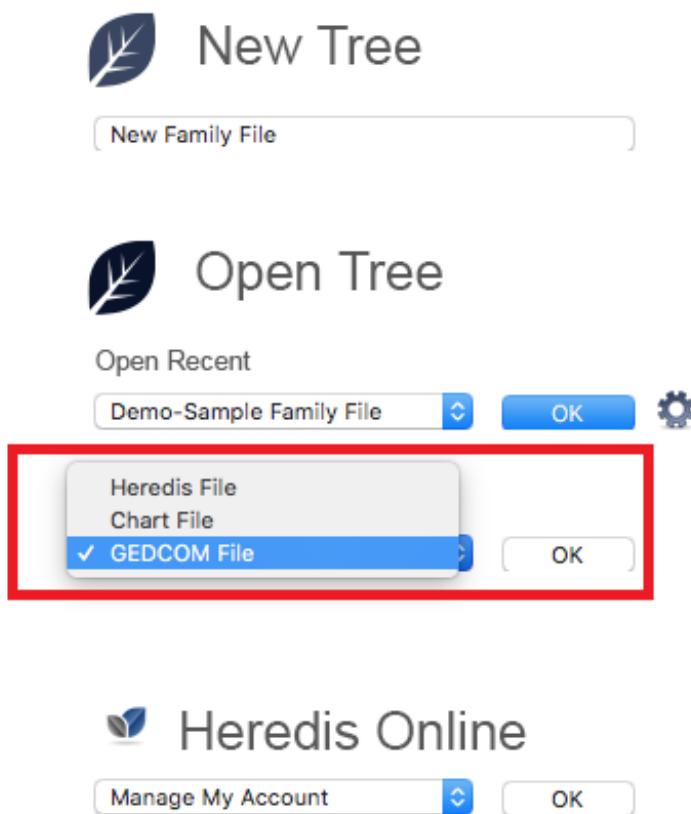 New Tree
New Family File
Open Tree
Open Recent
Demo-Sample Family File OK
Heredis File
Chart File
✓ GEDCOM File OK
Heredis Online
Manage My Account OK